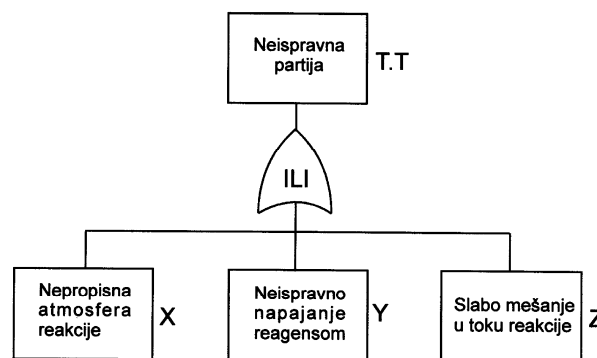 Neispravna
partija
T.T
ILI
Nepropisna
atmosfera
reakcije
X
Neispravno
napajanje
reagensom
Y
Slabo mešanje
u toku reakcije
Z